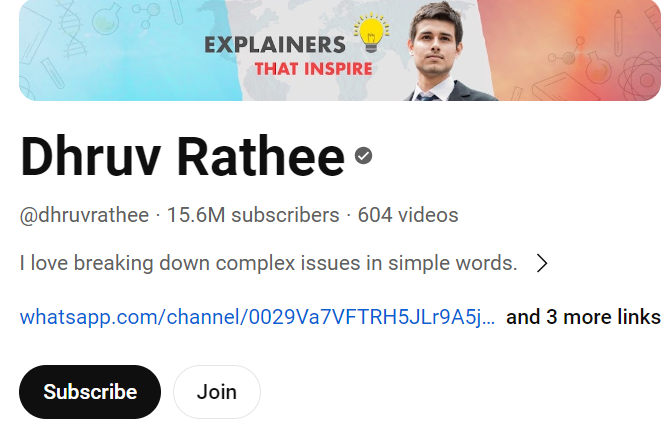 EXPLAINERS
THAT INSPIRE
Dhruv Rathee
@dhruvrathee · 15.6M subscribers · 604 videos
I love breaking down complex issues in simple words.
whatsapp.com/channel/0029Va7VFTRH5JLr9A5j... and 3 more links
Subscribe Join